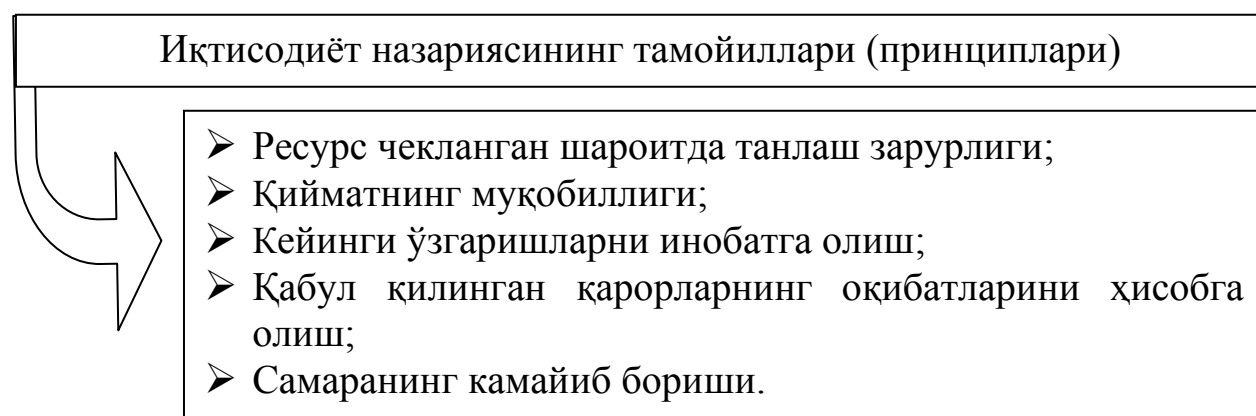 Иқтисодиёт назариясининг тамойиллари (принциплари)
➢ Ресурс чекланган шароитда танлаш зарурлиги;
➢ Қийматнинг муқобиллиги;
➢ Кейинги ўзгаришларни инобатга олиш;
➢ Қабул қилинган қарорларнинг оқибатларини ҳисобга
олиш;
➢ Самаранинг камайиб бориши.